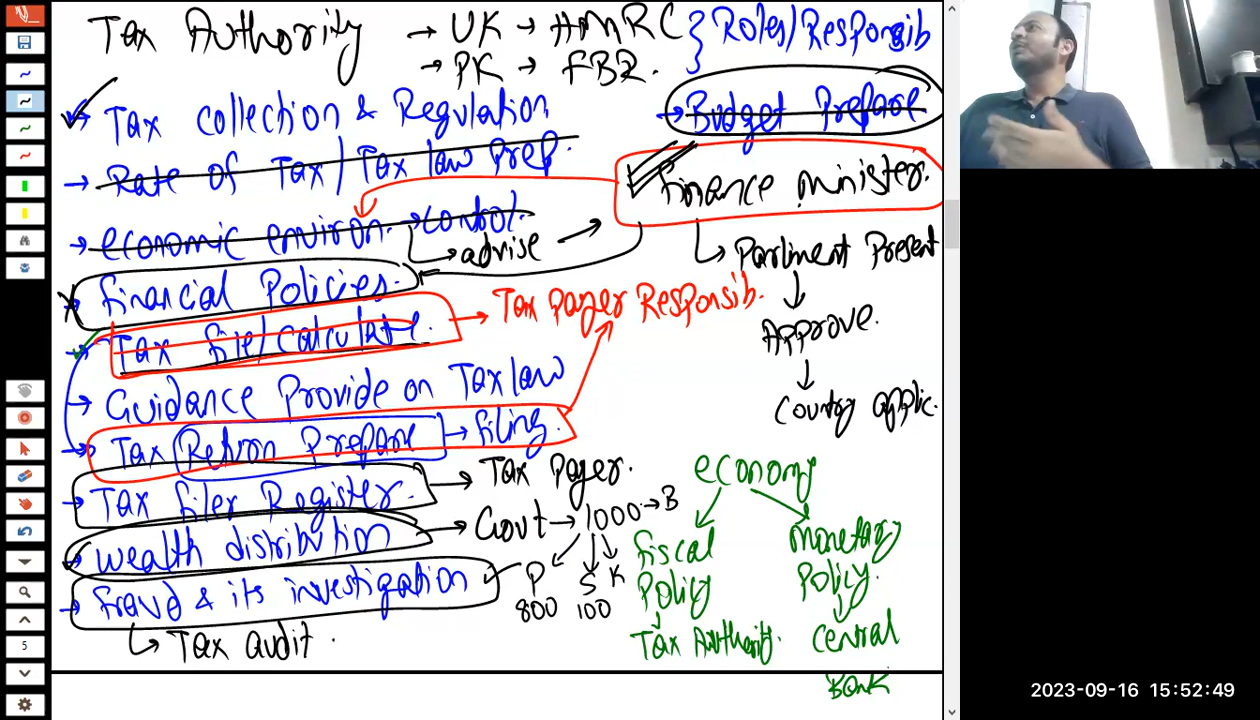 Tax Authority → UK → HMRC } Roles/Responsib
→ PK → FBR.
→ Tax collection & Regulation
→ Budget Prepare
→ Rate of Tax / Tax law Prep.
Finance minister.
→ economic environ. → control.
→ advise →
→ Parliment Present
→ financial Policies.
→ Tax Payer Responsib.
Approve.
→ Tax file/calculate.
→ Guidance Provide on Tax law
Country applic.
→ Tax Return Prepare → filing.
→ Tax filer Register. → Tax Payer.
economy
→ wealth distribution → Govt → 1000 → B
P S K
800 100
fiscal Policy
Tax Authority.
monetary Policy.
Central Bank
→ fraud & its investigation
→ Tax audit.
5
2023-09-16 15:52:49